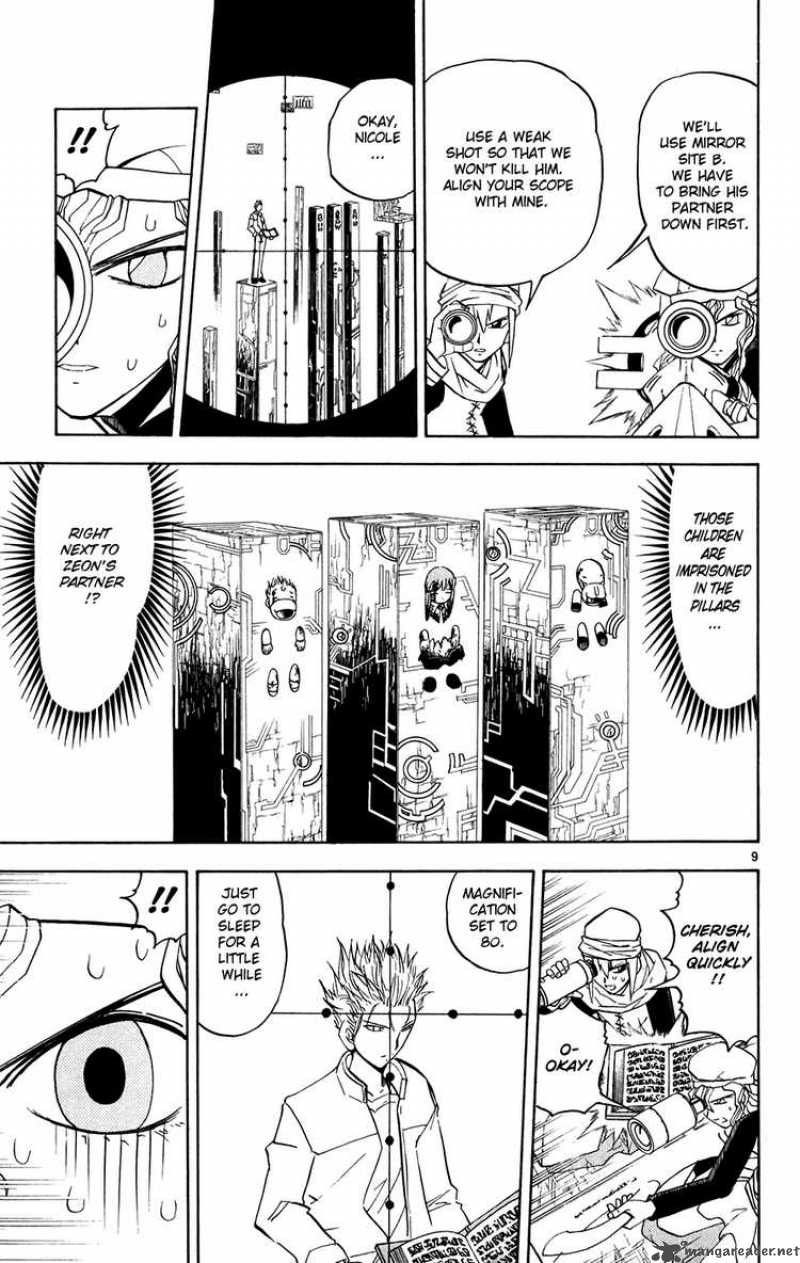 WE'LL
USE MIRROR
SITE B.
WE HAVE
TO BRING HIS
PARTNER
DOWN FIRST.
USE A WEAK
SHOT SO THAT WE
WON'T KILL HIM.
ALIGN YOUR SCOPE
WITH MINE.
OKAY,
NICOLE
...
!!
THOSE
CHILDREN
ARE
IMPRISONED
IN THE
PILLARS
...
RIGHT
NEXT TO
ZEON'S
PARTNER
!?
9
CHERISH,
ALIGN
QUICKLY
!!
O-
OKAY!
MAGNIFI-
CATION
SET TO
80.
JUST
GO TO
SLEEP
FOR A
LITTLE
WHILE
...
!!
mangareader.net